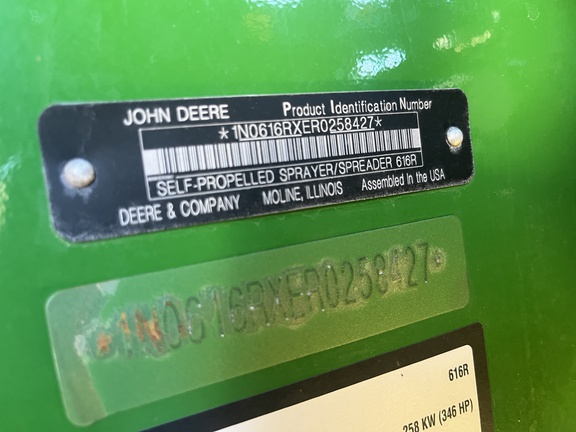 JOHN DEERE Product Identification Number
*1N0616RXER0258427*
SELF-PROPELLED SPRAYER/SPREADER 616R
DEERE & COMPANY MOLINE, ILLINOIS Assembled In the USA
*1N0616RXER0258427*
616R
258 KW (346 HP)